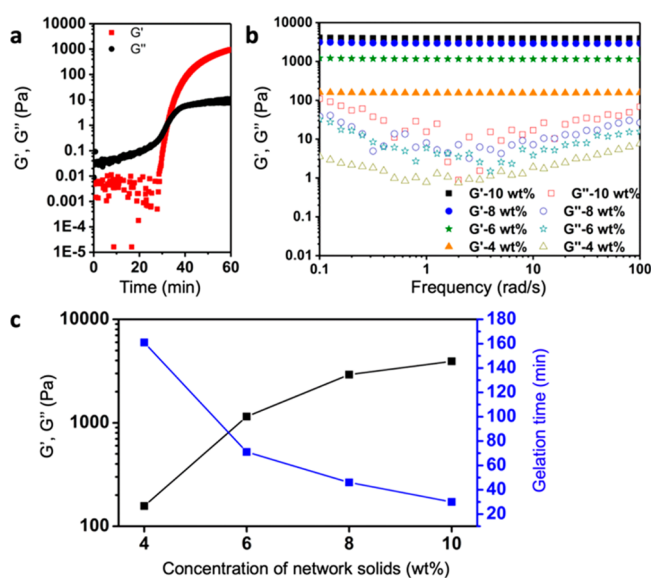 a
G'
G''
10000
1000
100
10
1
0.1
0.01
0.001
1E-4
1E-5
G', G'' (Pa)
0 20 40 60
Time (min)
b
10000
1000
100
10
1
0.1
0.01
G', G'' (Pa)
G'-10 wt% G''-10 wt%
G'-8 wt% G''-8 wt%
G'-6 wt% G''-6 wt%
G'-4 wt% G''-4 wt%
0.1 1 10 100
Frequency (rad/s)
c
10000
1000
100
G', G'' (Pa)
180
160
140
120
100
80
60
40
20
Gelation time (min)
4 6 8 10
Concentration of network solids (wt%)